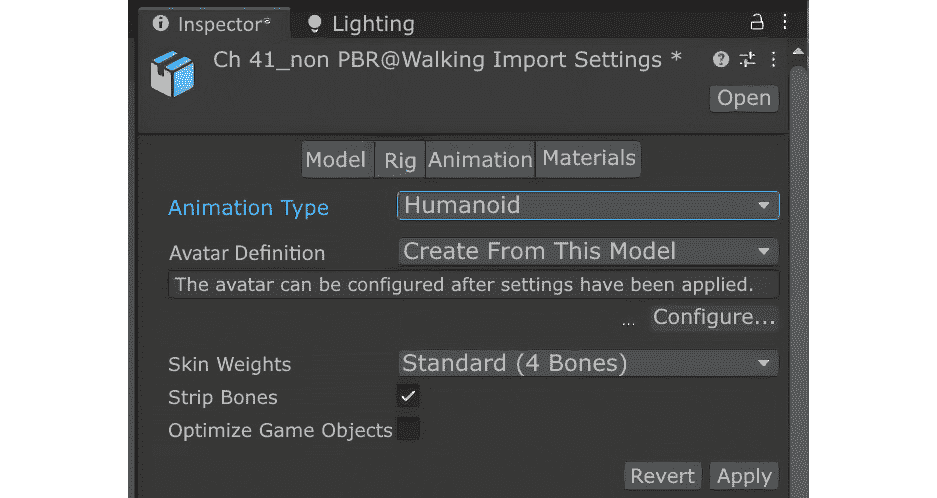 Inspector* Lighting
Ch 41_non PBR@Walking Import Settings *
Open
Model Rig Animation Materials
Animation Type Humanoid
Avatar Definition Create From This Model
The avatar can be configured after settings have been applied.
... Configure...
Skin Weights Standard (4 Bones)
Strip Bones
Optimize Game Objects
Revert Apply